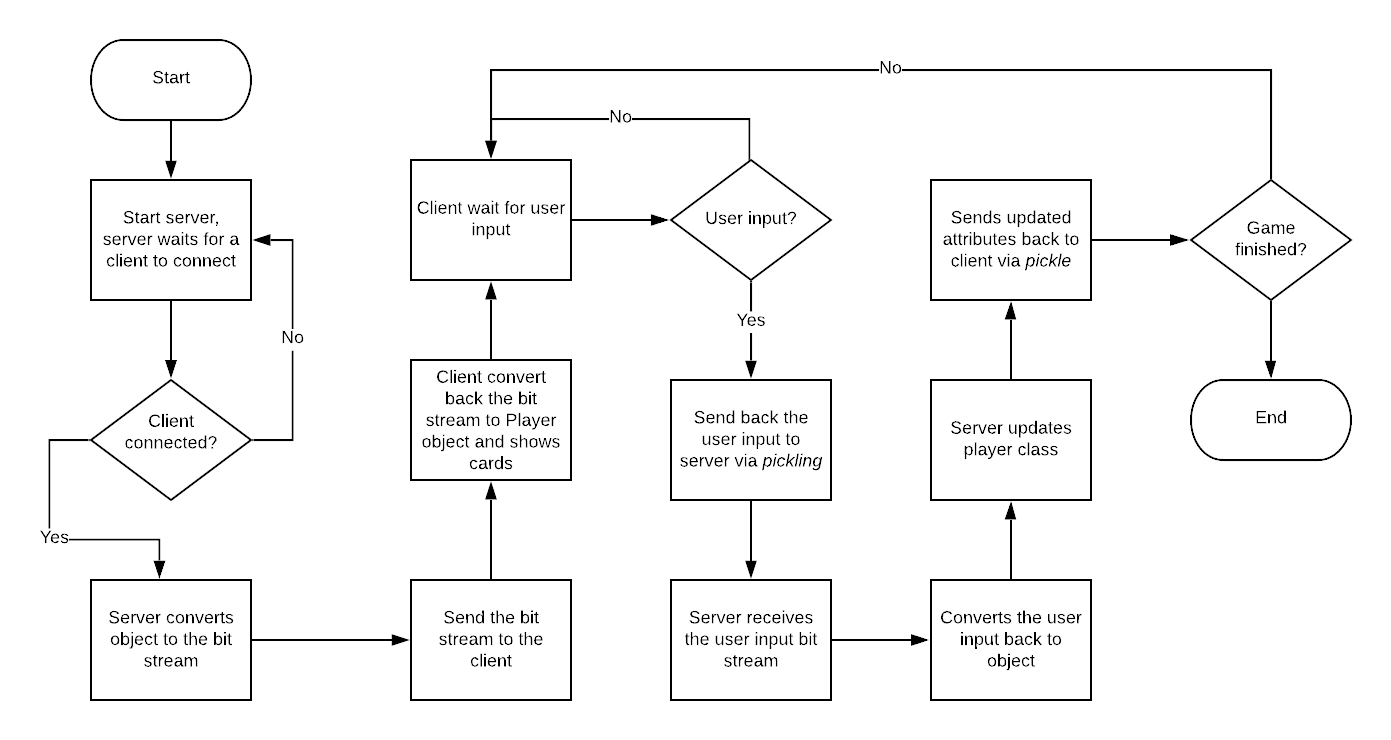 Start
Start server,
server waits for a
client to connect
No
Client
connected?
Yes
Server converts
object to the bit
stream
Send the bit
stream to the
client
Client convert
back the bit
stream to Player
object and shows
cards
Client wait for user
input
No
User input?
Yes
Send back the
user input to
server via pickling
Server receives
the user input bit
stream
Converts the user
input back to
object
Server updates
player class
Sends updated
attributes back to
client via pickle
No
Game
finished?
End